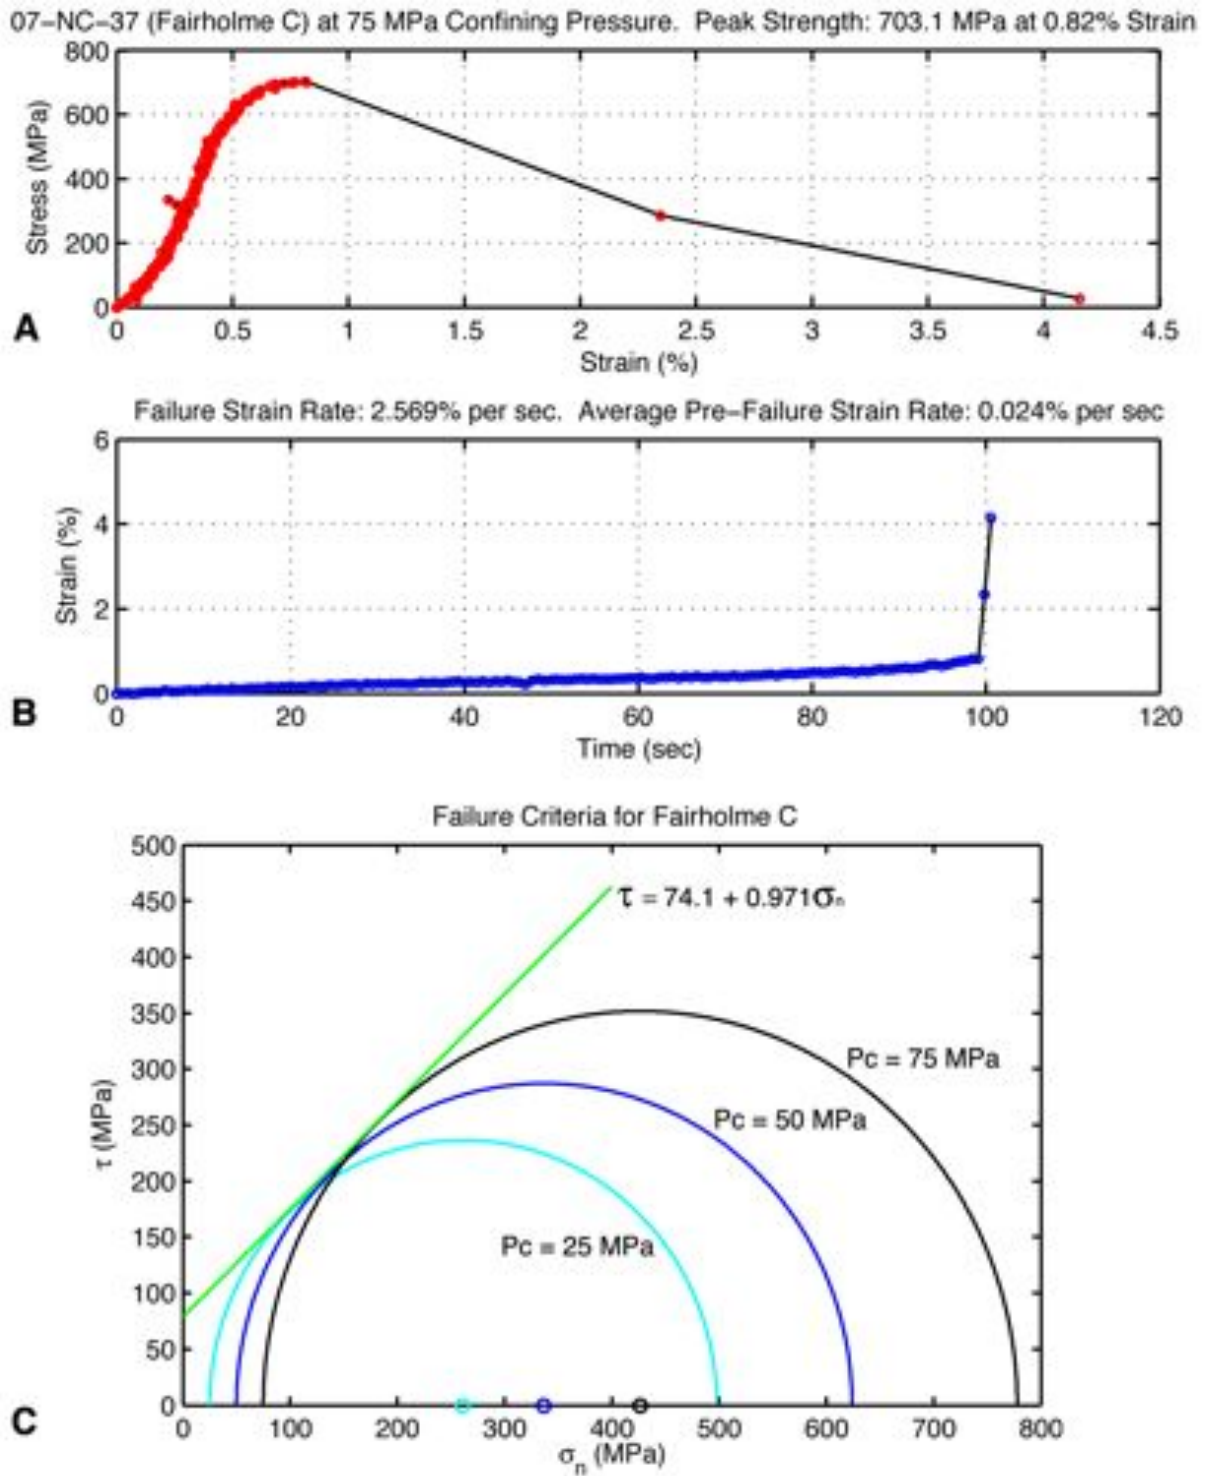 07-NC-37 (Fairholme C) at 75 MPa Confining Pressure.  Peak Strength: 703.1 MPa at 0.82% Strain
800
600
400
200
0
Stress (MPa)
0 0.5 1 1.5 2 2.5 3 3.5 4 4.5
Strain (%)
A
Failure Strain Rate: 2.569% per sec.  Average Pre-Failure Strain Rate: 0.024% per sec
6
4
2
0
Strain (%)
0 20 40 60 80 100 120
Time (sec)
B
Failure Criteria for Fairholme C
500
450
400
350
300
250
200
150
100
50
0
τ (MPa)
τ = 74.1 + 0.971σn
Pc = 75 MPa
Pc = 50 MPa
Pc = 25 MPa
0 100 200 300 400 500 600 700 800
σn (MPa)
C